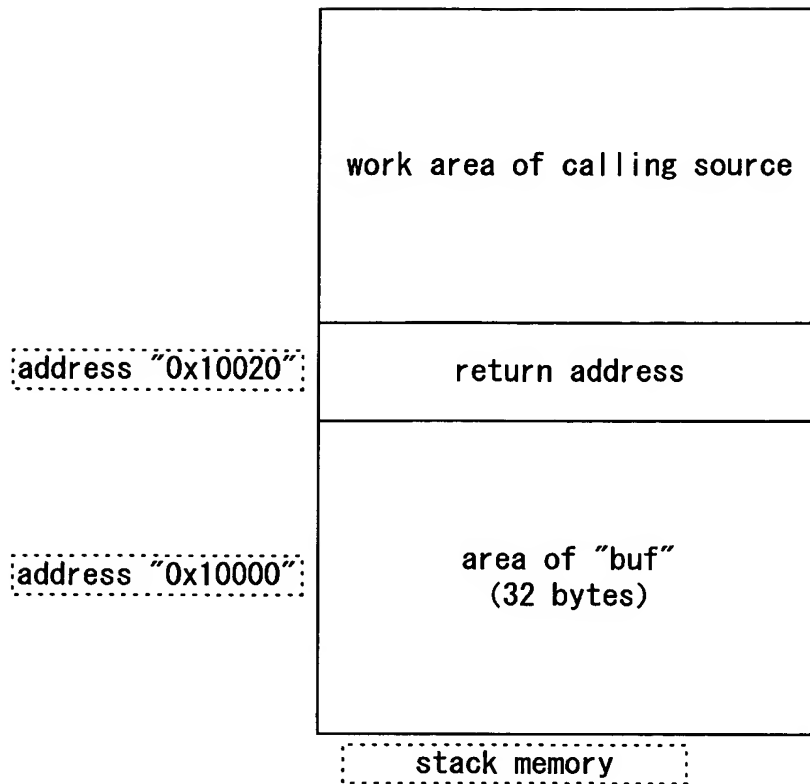 work area of calling source
address "0x10020"
return address
address "0x10000"
area of "buf"
(32 bytes)
stack memory